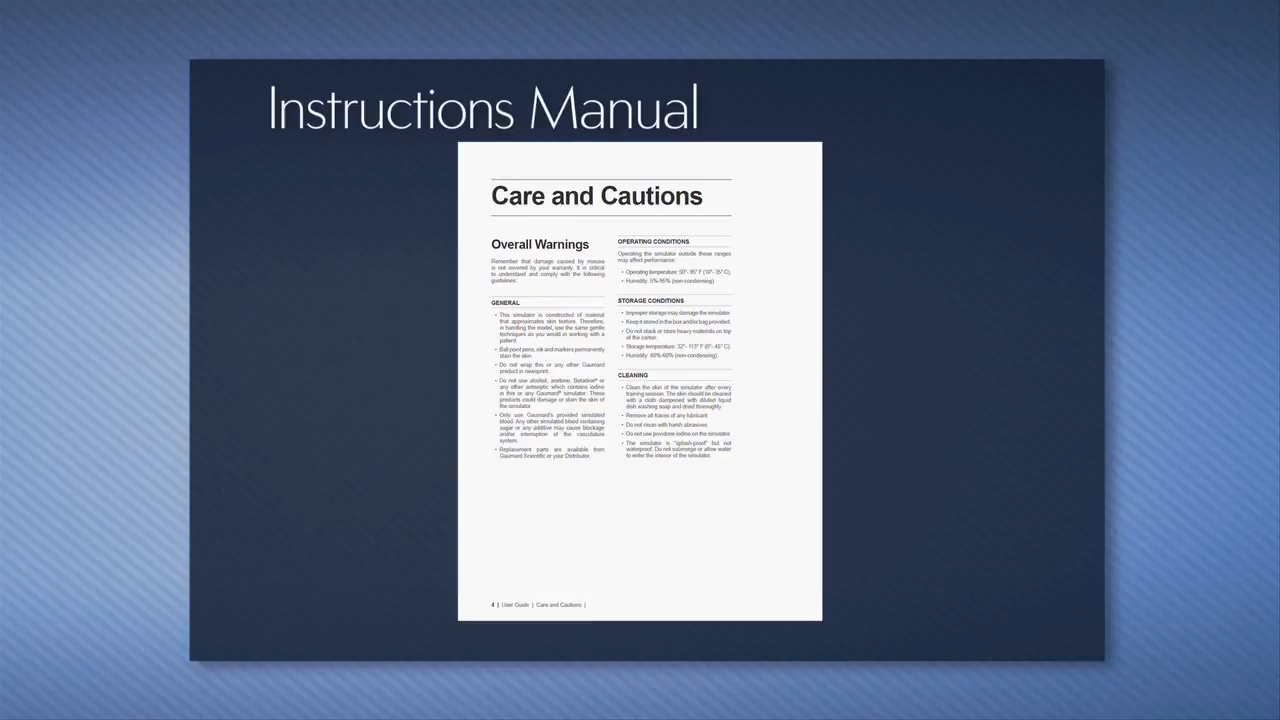 Instructions Manual
Care and Cautions
Overall Warnings
Remember that damage caused by misuse
is not covered by your warranty. It is critical
to understand and comply with the following
guidelines:
GENERAL
• This simulator is constructed of material
that approximates skin texture. Therefore,
in handling the model, use the same gentle
techniques as you would in working with a
patient.
• Ball point pens, ink and markers permanently
stain the skin.
• Do not wrap this or any other Gaumard
product in newsprint.
• Do not use alcohol, acetone, Betadine® or
any other antiseptic which contains iodine
in this or any Gaumard® simulator. These
products could damage or stain the skin of
the simulator.
• Only use Gaumard's provided simulated
blood. Any other simulated blood containing
sugar or any additive may cause blockage
and/or interruption of the vasculature
system.
• Replacement parts are available from
Gaumard Scientific or your Distributor.
OPERATING CONDITIONS
Operating the simulator outside these ranges
may affect performance:
• Operating temperature: 50°- 95° F (10°- 35° C).
• Humidity: 5%-95% (non-condensing).
STORAGE CONDITIONS
• Improper storage may damage the simulator.
• Keep it stored in the box and/or bag provided.
• Do not stack or store heavy materials on top
of the carton.
• Storage temperature: 32°- 113° F (0°- 45° C).
• Humidity: 40%-60% (non-condensing).
CLEANING
• Clean the skin of the simulator after every
training session. The skin should be cleaned
with a cloth dampened with diluted liquid
dish washing soap and dried thoroughly.
• Remove all traces of any lubricant.
• Do not clean with harsh abrasives.
• Do not use povidone iodine on the simulator.
• The simulator is "splash-proof" but not
waterproof. Do not submerge or allow water
to enter the interior of the simulator.
4 | User Guide | Care and Cautions |